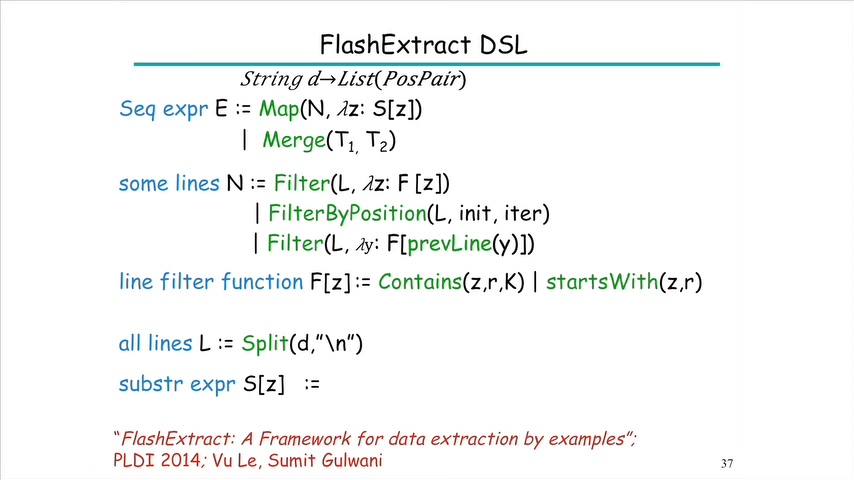 FlashExtract DSL
String d→List(PosPair)
Seq expr E := Map(N, λz: S[z])
| Merge(T1, T2)
some lines N := Filter(L, λz: F [z])
| FilterByPosition(L, init, iter)
| Filter(L, λy: F[prevLine(y)])
line filter function F[z] := Contains(z,r,K) | startsWith(z,r)
all lines L := Split(d,”\n”)
substr expr S[z] :=
“FlashExtract: A Framework for data extraction by examples”;
PLDI 2014; Vu Le, Sumit Gulwani
37